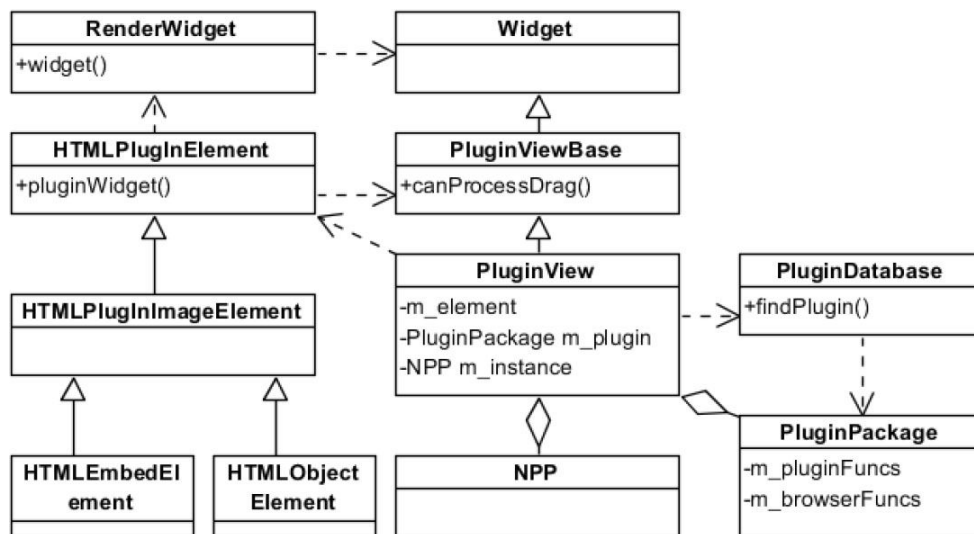 RenderWidget
+widget()
Widget
HTMLPlugInElement
+pluginWidget()
PluginViewBase
+canProcessDrag()
PluginView
-m_element
-PluginPackage m_plugin
-NPP m_instance
PluginDatabase
+findPlugin()
HTMLPlugInImageElement
PluginPackage
-m_pluginFuncs
-m_browserFuncs
HTMLEmbedEl
ement
HTMLObject
Element
NPP